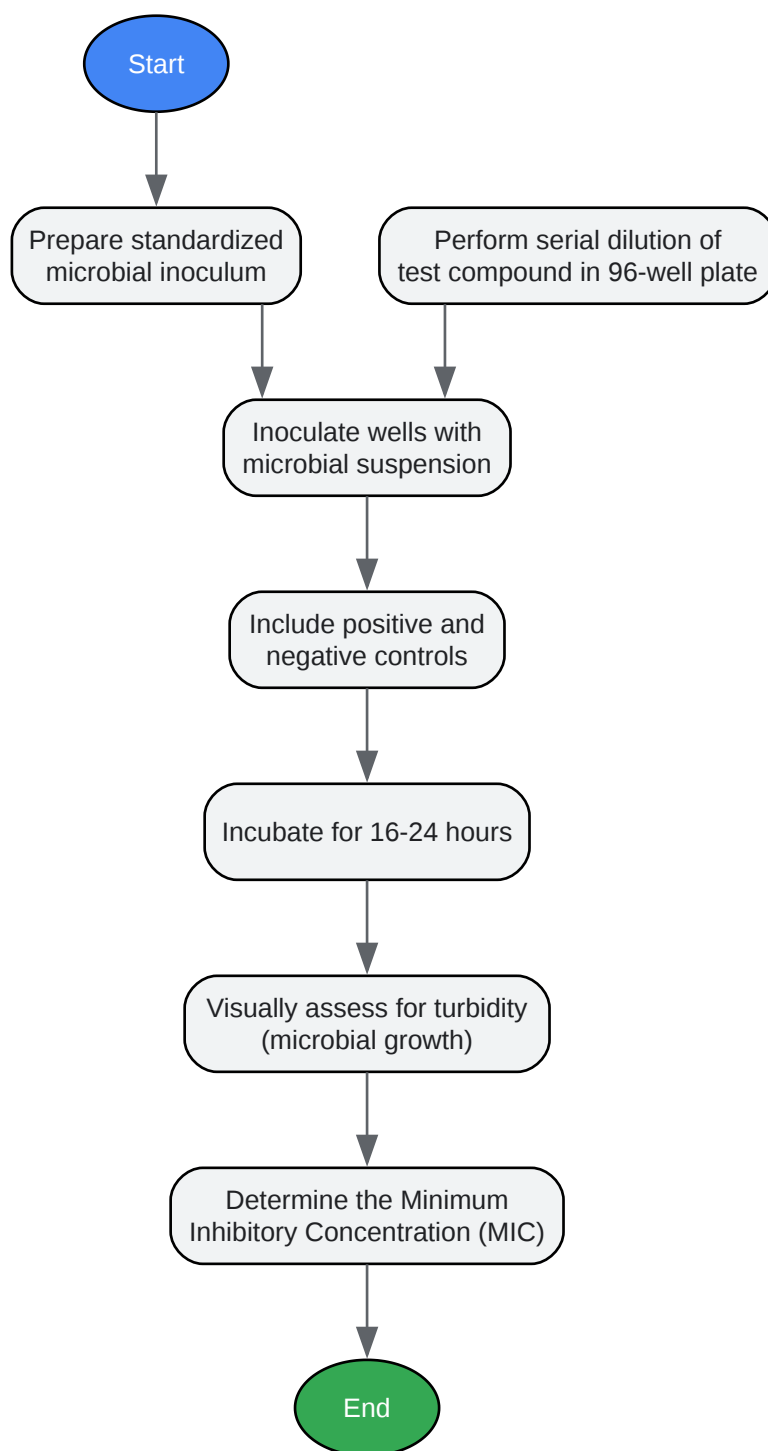 Start
Prepare standardized
microbial inoculum
Perform serial dilution of
test compound in 96-well plate
Inoculate wells with
microbial suspension
Include positive and
negative controls
Incubate for 16-24 hours
Visually assess for turbidity
(microbial growth)
Determine the Minimum
Inhibitory Concentration (MIC)
End